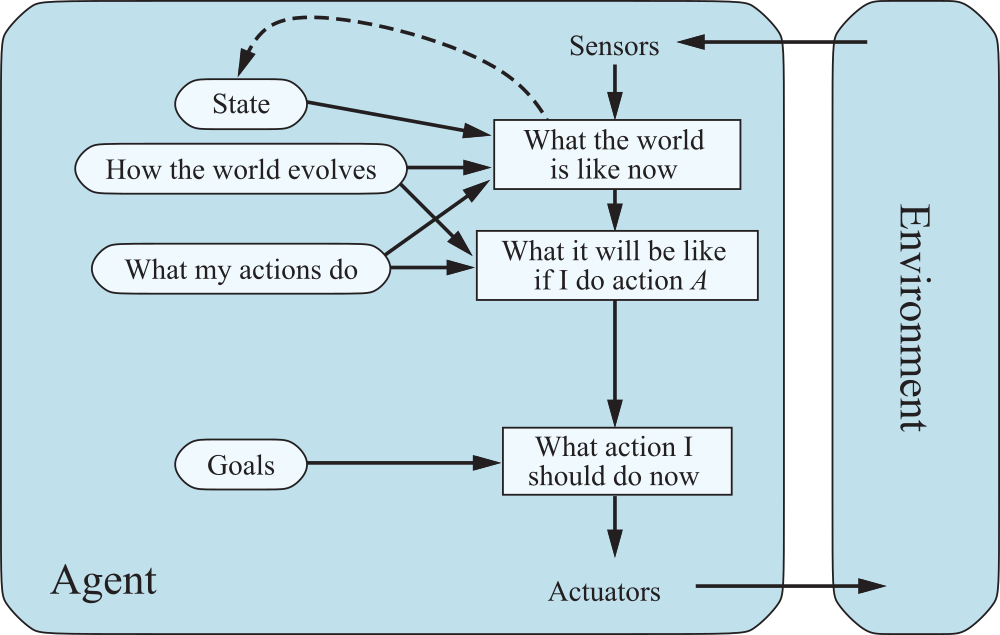 Sensors
State
What the world
is like now
How the world evolves
What my actions do
What it will be like
if I do action A
Environment
Goals
What action I
should do now
Agent
Actuators